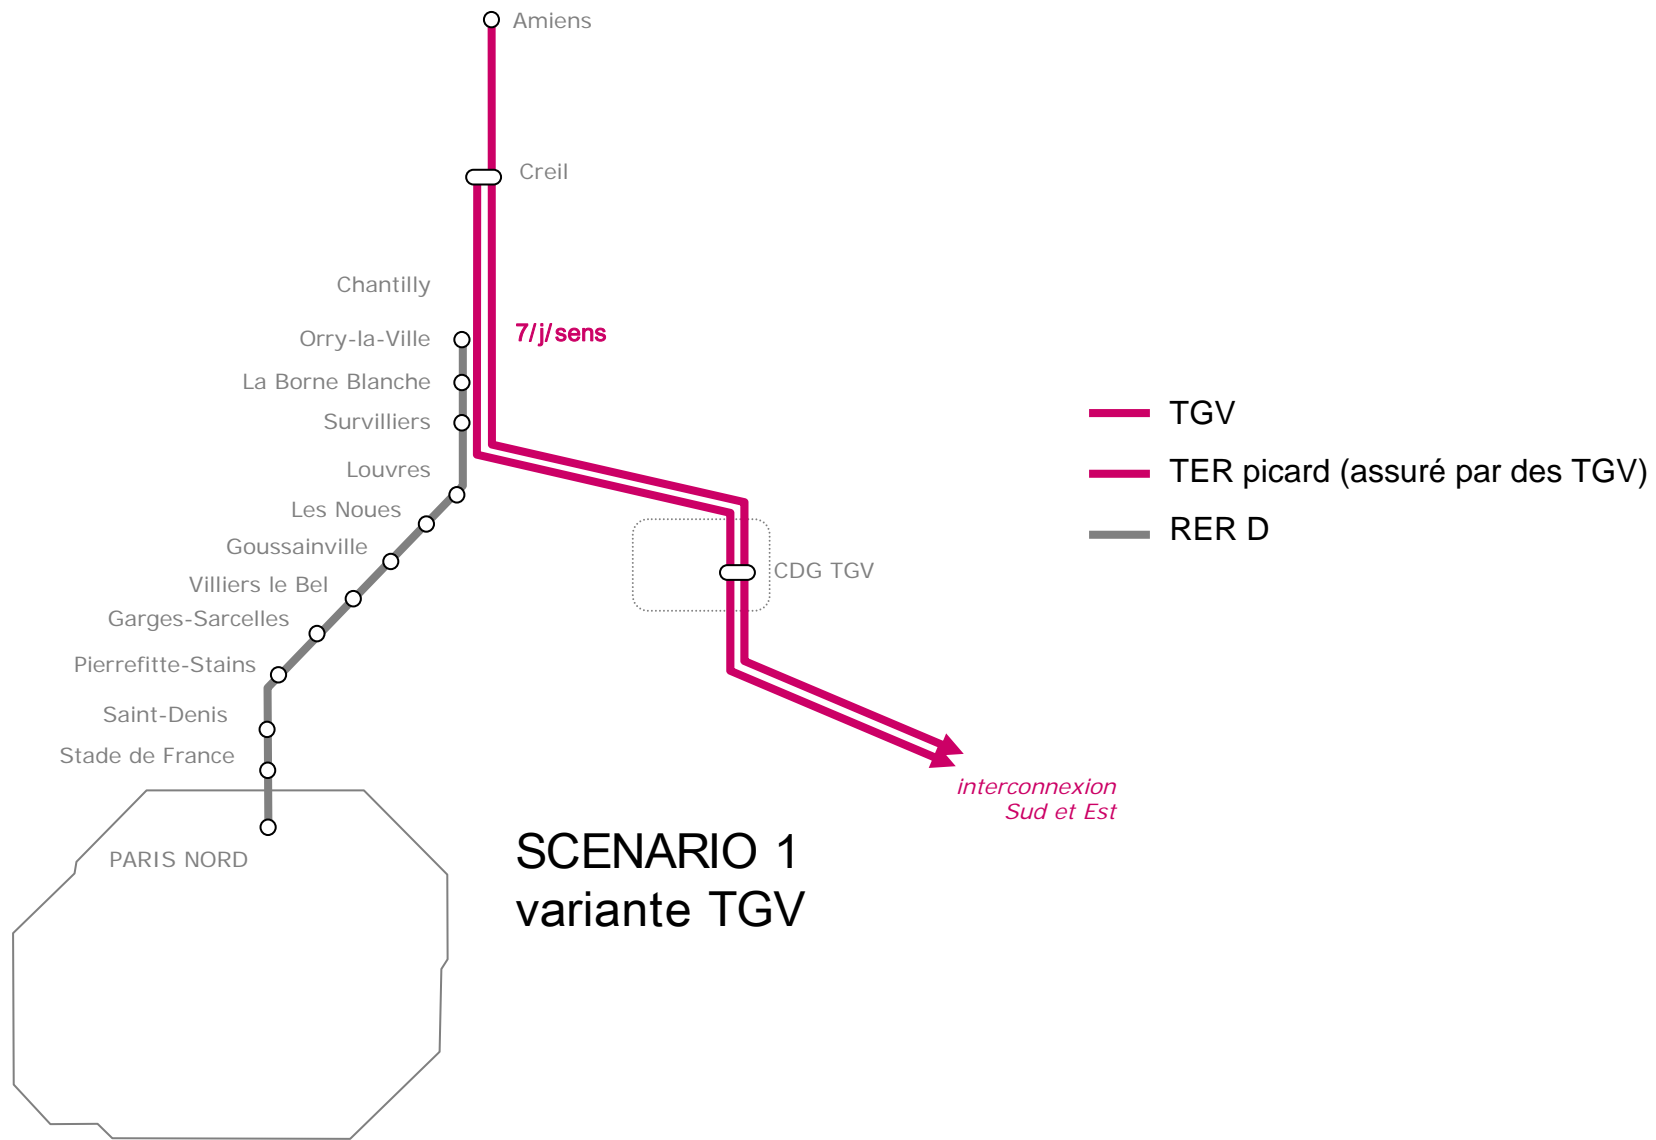 Amiens
Creil
Chantilly
Orry-la-Ville
7/j/sens
La Borne Blanche
Survilliers
Louvres
Les Noues
Goussainville
Villiers le Bel
Garges-Sarcelles
Pierrefitte-Stains
Saint-Denis
Stade de France
PARIS NORD
CDG TGV
interconnexion
Sud et Est
TGV
TER picard (assuré par des TGV)
RER D
SCENARIO 1
variante TGV